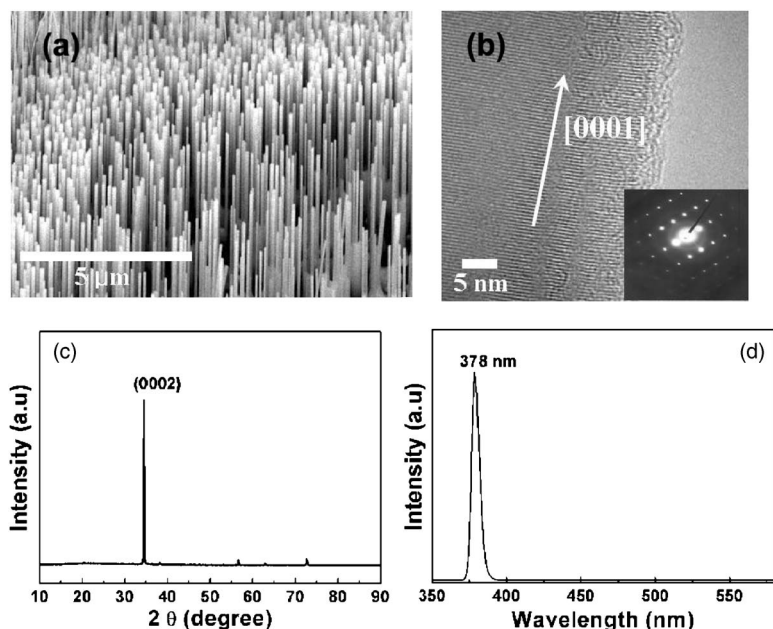 (a)
5 μm
(b)
[0001]
5 nm
(c)
(0002)
Intensity (a.u)
10 20 30 40 50 60 70 80 90
2 θ (degree)
(d)
378 nm
Intensity (a.u)
350 400 450 500 550
Wavelength (nm)